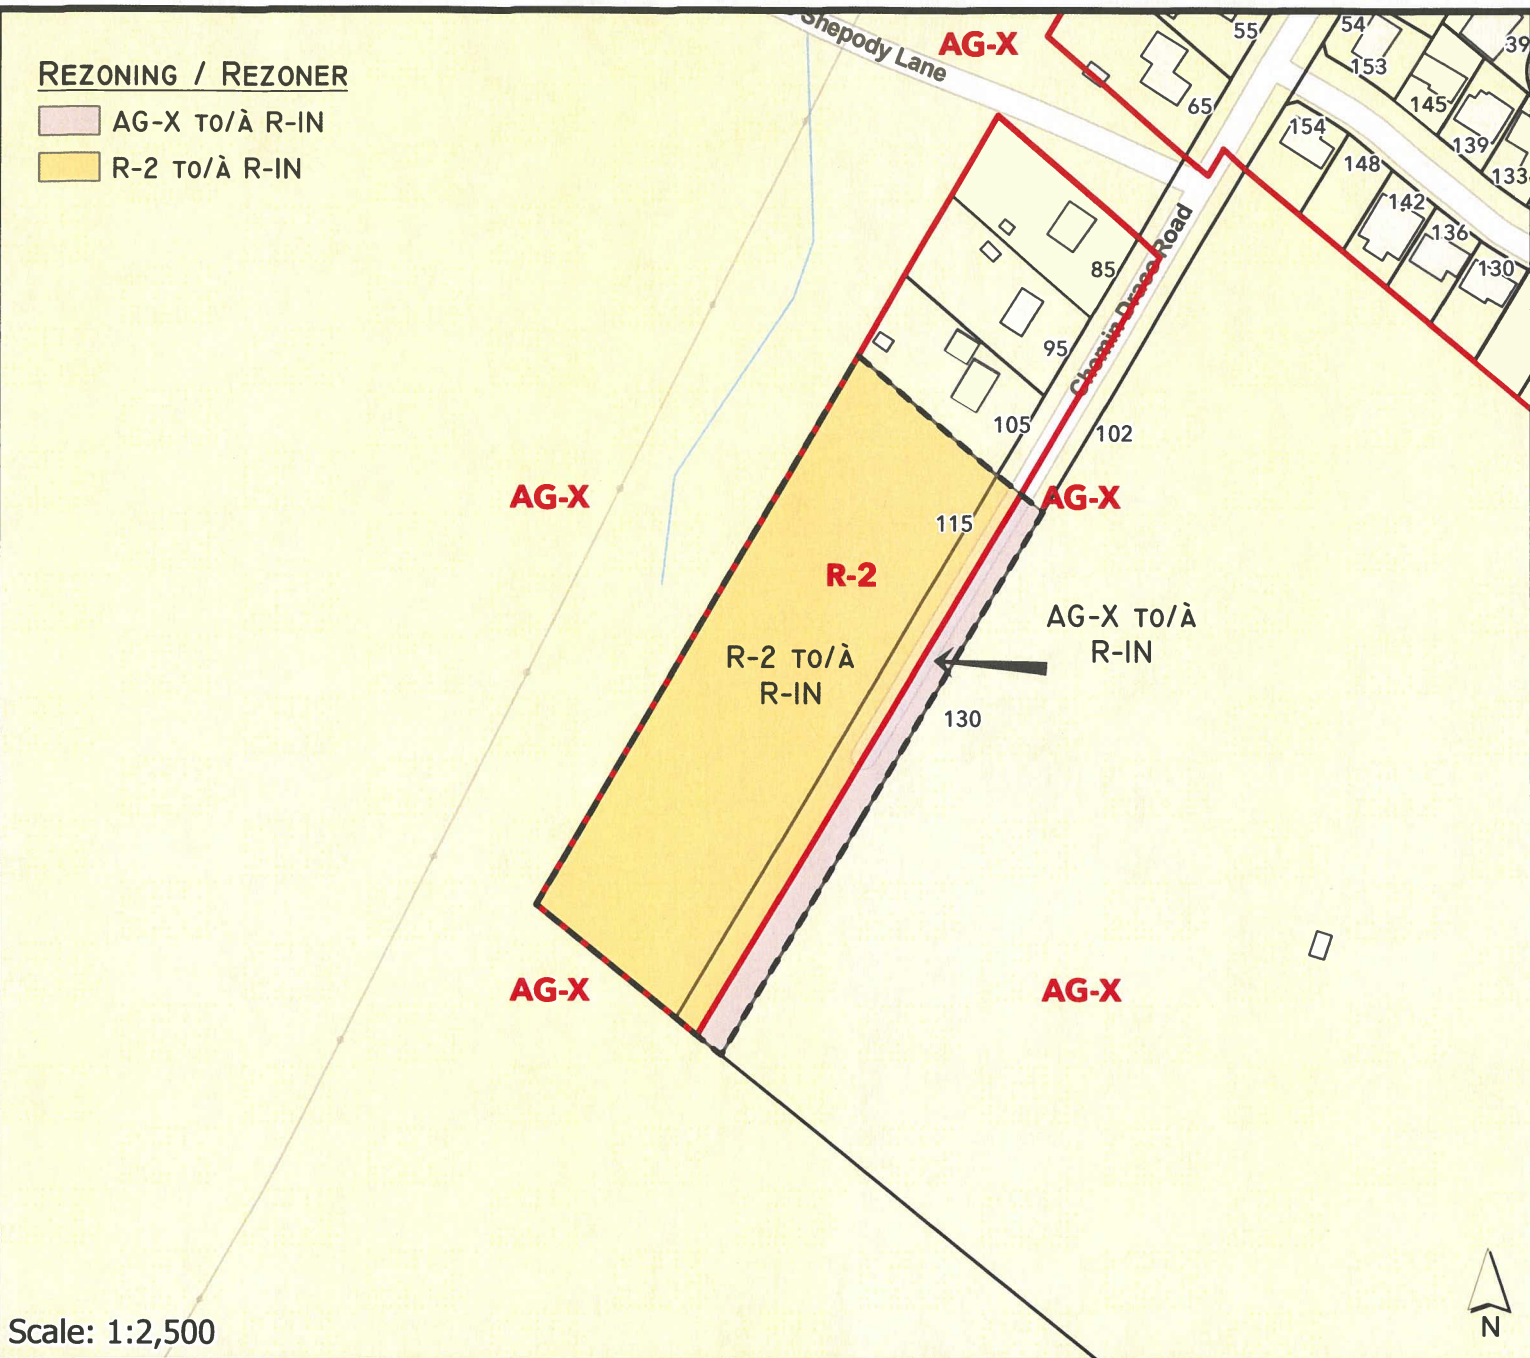 REZONING / REZONER
AG-X TO/À R-IN
R-2 TO/À R-IN
Shepody Lane
AG-X
55
54
39
153
65
145
154
139
148
133
142
136
130
85
Chemin Draco Road
95
105
102
AG-X
AG-X
115
R-2
AG-X TO/À
R-IN
R-2 TO/À
R-IN
130
AG-X
AG-X
Scale: 1:2,500
N